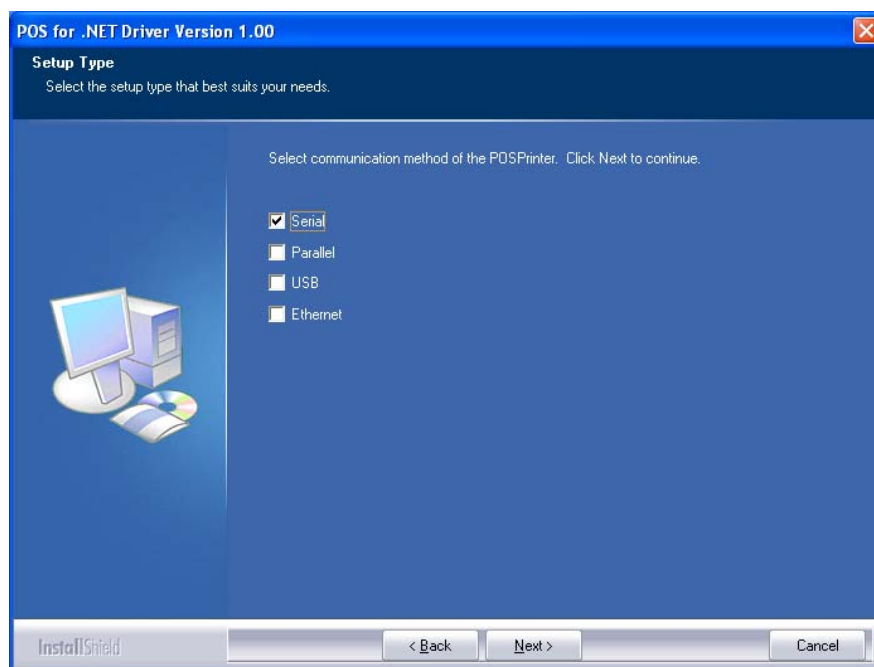 POS for .NET Driver Version 1.00
Setup Type
Select the setup type that best suits your needs.
Select communication method of the POSPrinter. Click Next to continue.
Serial
Parallel
USB
Ethernet
InstallShield
< Back
Next >
Cancel